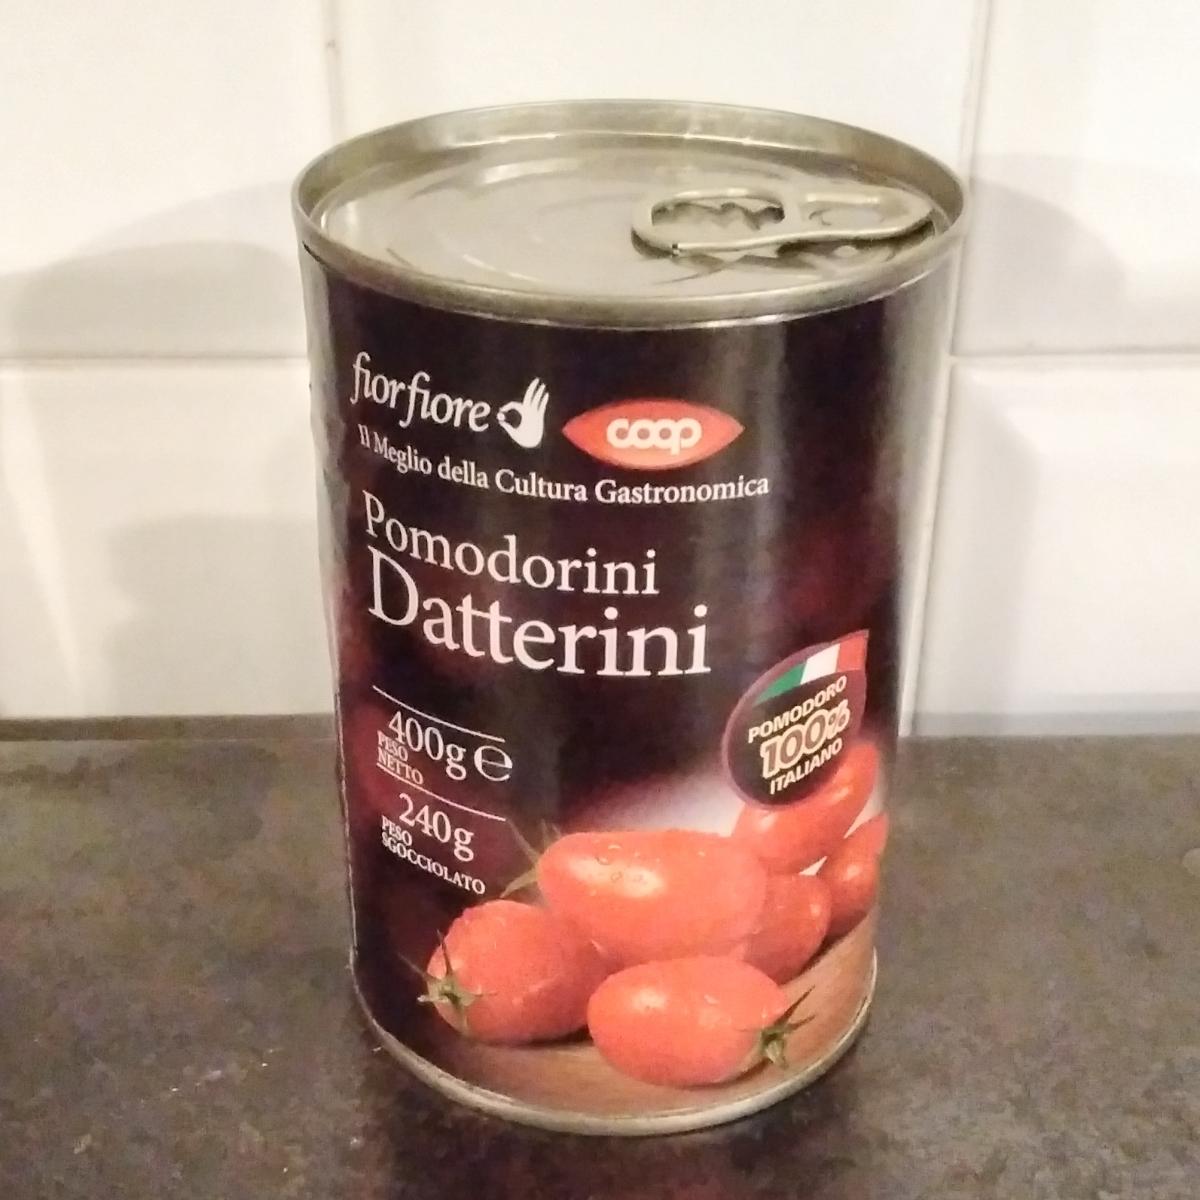 fiorfiore
coop
Il Meglio della Cultura Gastronomica
Pomodorini
Datterini
400g ℮
PESO
NETTO
240g
PESO
SGOCCIOLATO
POMODORO
100%
ITALIANO